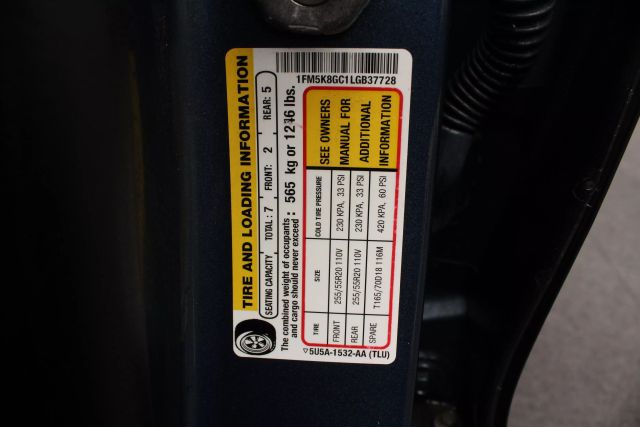 1FM5K8GC1LGB37728
TIRE AND LOADING INFORMATION
SEATING CAPACITY TOTAL : 7 FRONT: 2 REAR: 5
The combined weight of occupants
and cargo should never exceed : 565 kg or 1246 lbs.
TIRE SIZE COLD TIRE PRESSURE SEE OWNERS
FRONT 255/55R20 110V 230 KPA, 33 PSI MANUAL FOR
REAR 255/55R20 110V 230 KPA, 33 PSI ADDITIONAL
SPARE T165/70D18 116M 420 KPA, 60 PSI INFORMATION
▽5U5A-1532-AA (TLU)